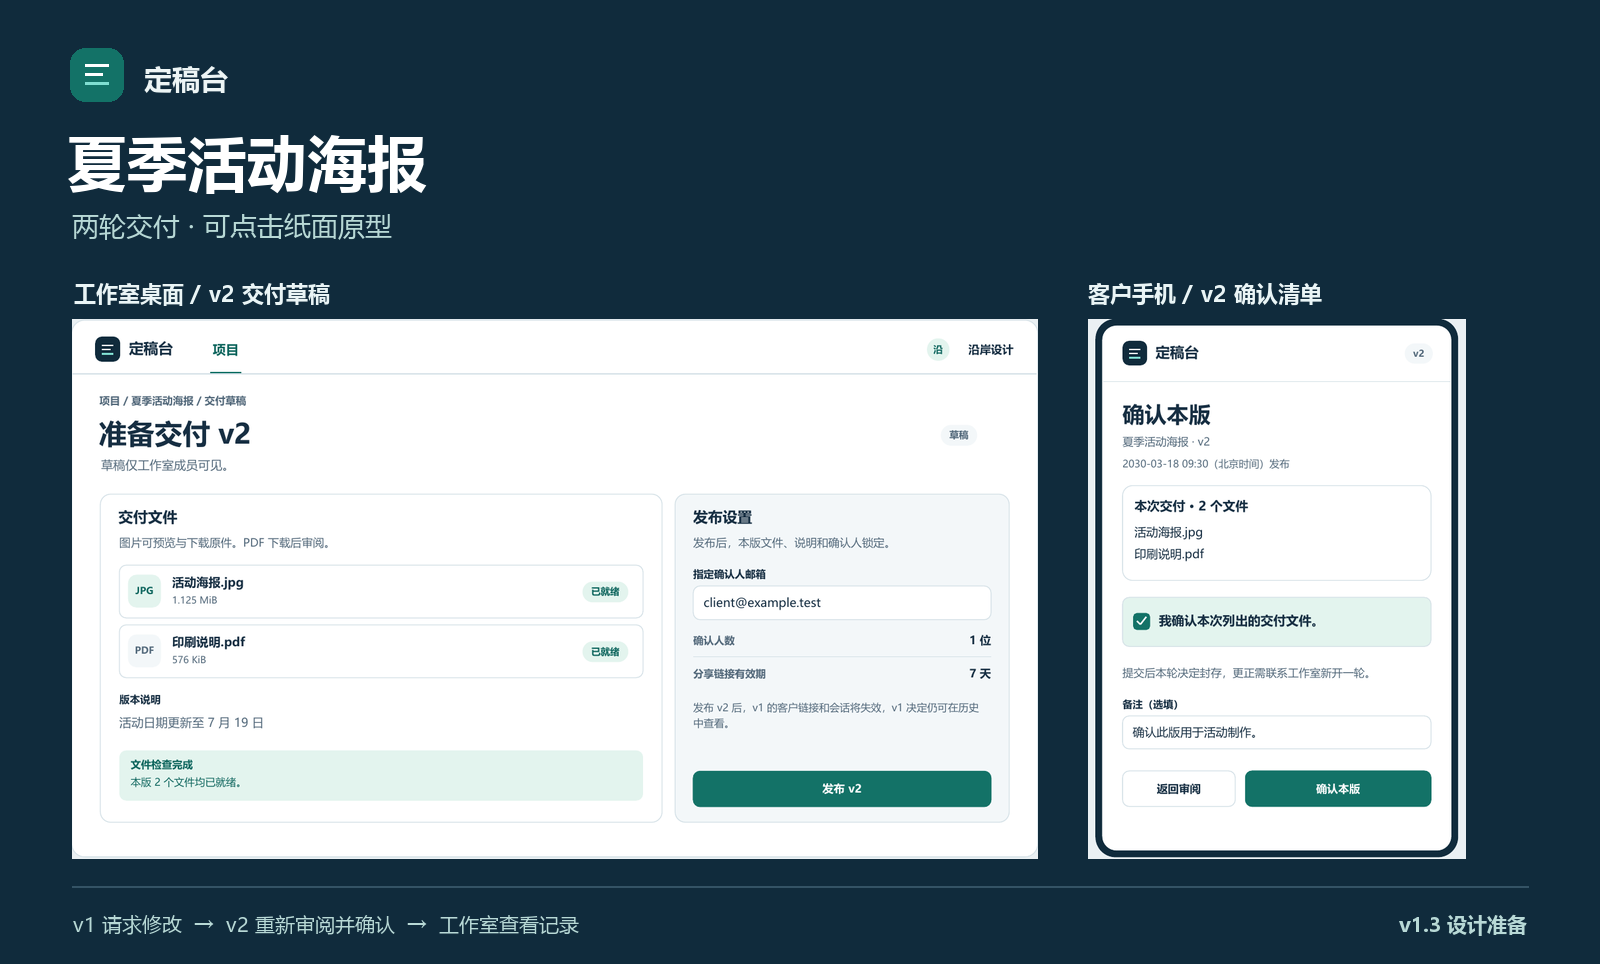 定稿台
夏季活动海报
两轮交付 · 可点击纸面原型
工作室桌面 / v2 交付草稿
定稿台
项目
沿
沿岸设计
项目 / 夏季活动海报 / 交付草稿
准备交付 v2
草稿
草稿仅工作室成员可见。
交付文件
图片可预览与下载原件。PDF 下载后审阅。
JPG
活动海报.jpg
1.125 MiB
已就绪
PDF
印刷说明.pdf
576 KiB
已就绪
版本说明
活动日期更新至 7 月 19 日
文件检查完成
本版 2 个文件均已就绪。
发布设置
发布后，本版文件、说明和确认人锁定。
指定确认人邮箱
client@example.test
确认人数
1 位
分享链接有效期
7 天
发布 v2 后，v1 的客户链接和会话将失效，v1 决定仍可在历史
中查看。
发布 v2
客户手机 / v2 确认清单
定稿台
v2
确认本版
夏季活动海报 · v2
2030-03-18 09:30（北京时间）发布
本次交付 • 2 个文件
活动海报.jpg
印刷说明.pdf
我确认本次列出的交付文件。
提交后本轮决定封存，更正需联系工作室新开一轮。
备注（选填）
确认此版用于活动制作。
返回审阅
确认本版
v1 请求修改 → v2 重新审阅并确认 → 工作室查看记录
v1.3 设计准备